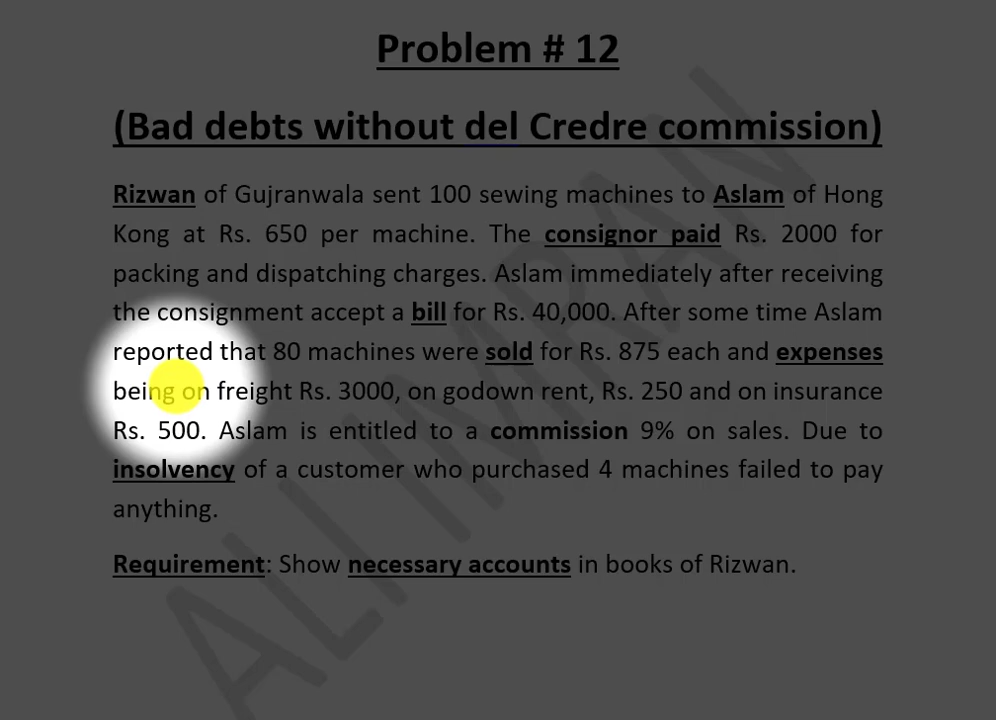 Problem # 12
(Bad debts without del Credre commission)
Rizwan of Gujranwala sent 100 sewing machines to Aslam of Hong
Kong at Rs. 650 per machine. The consignor paid Rs. 2000 for
packing and dispatching charges. Aslam immediately after receiving
the consignment accept a bill for Rs. 40,000. After some time Aslam
reported that 80 machines were sold for Rs. 875 each and expenses
being on freight Rs. 3000, on godown rent, Rs. 250 and on insurance
Rs. 500. Aslam is entitled to a commission 9% on sales. Due to
insolvency of a customer who purchased 4 machines failed to pay
anything.
Requirement: Show necessary accounts in books of Rizwan.
ALI IMRAN